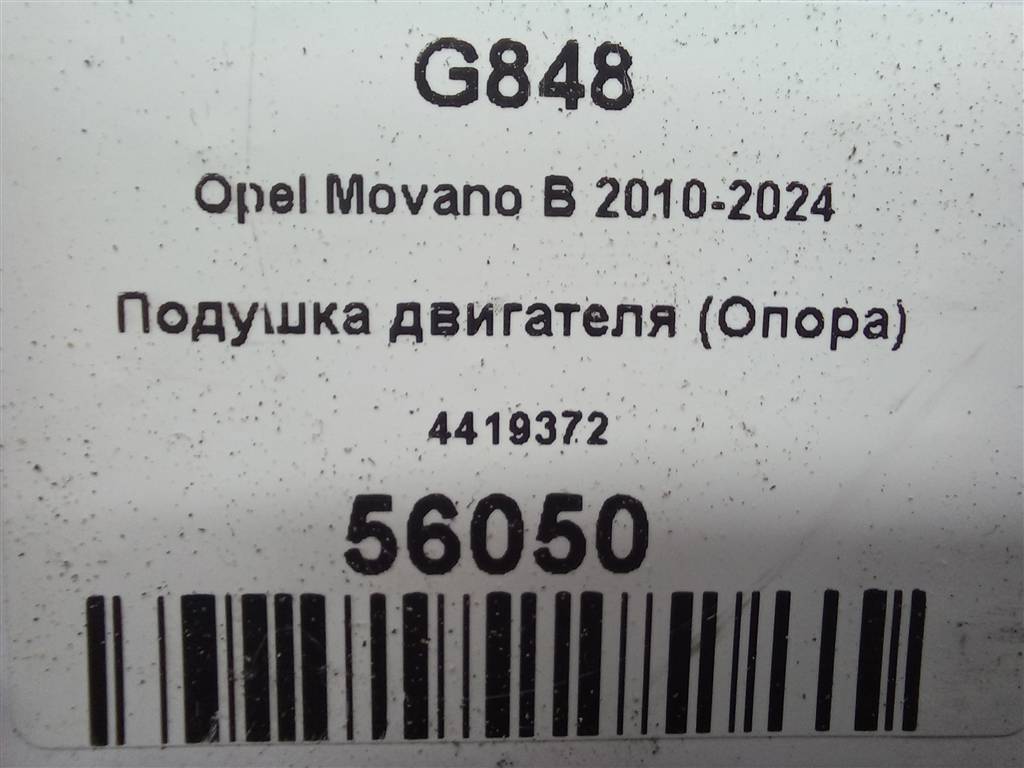 G848
Opel Movano B 2010-2024
Подушка двигателя (Опора)
4419372
56050